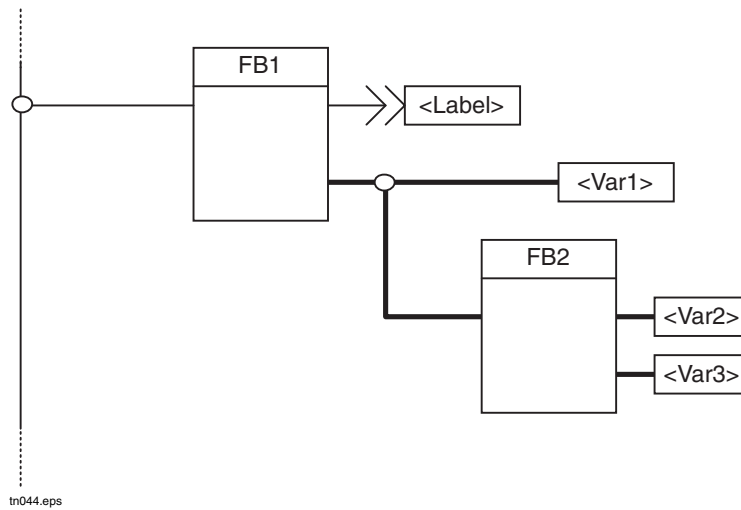 FB1
<Label>
<Var1>
FB2
<Var2>
<Var3>
tn044.eps